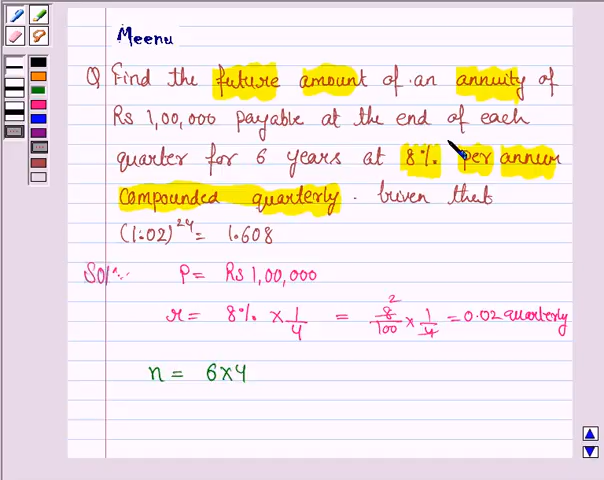 Meenu
Q Find the future amount of an annuity of
Rs 1,00,000 payable at the end of each
quarter for 6 years at 8% per annum
compounded quarterly. Given that
(1.02)^24 = 1.608
Sol:- P = Rs 1,00,000
r = 8% × 1/4 = 8/100 2 × 1/4 = 0.02 quarterly
n = 6×4